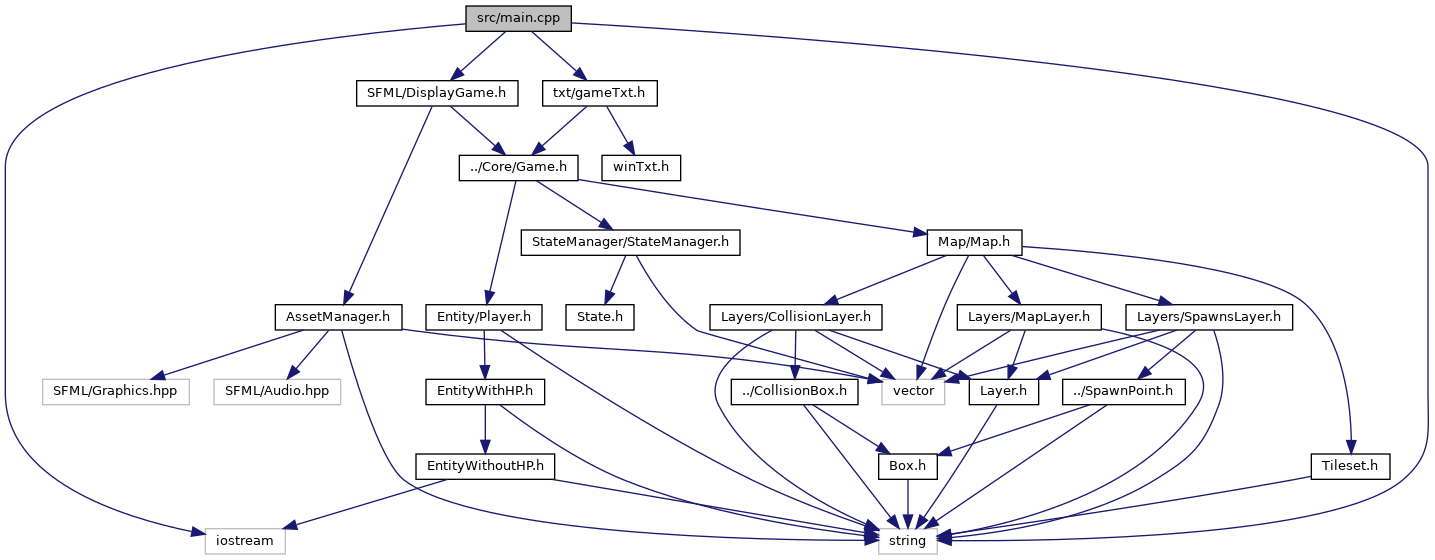 src/main.cpp
SFML/DisplayGame.h
txt/gameTxt.h
../Core/Game.h
winTxt.h
StateManager/StateManager.h
Map/Map.h
AssetManager.h
Entity/Player.h
State.h
Layers/CollisionLayer.h
Layers/MapLayer.h
Layers/SpawnsLayer.h
SFML/Graphics.hpp
SFML/Audio.hpp
EntityWithHP.h
../CollisionBox.h
vector
Layer.h
../SpawnPoint.h
EntityWithoutHP.h
Box.h
Tileset.h
iostream
string